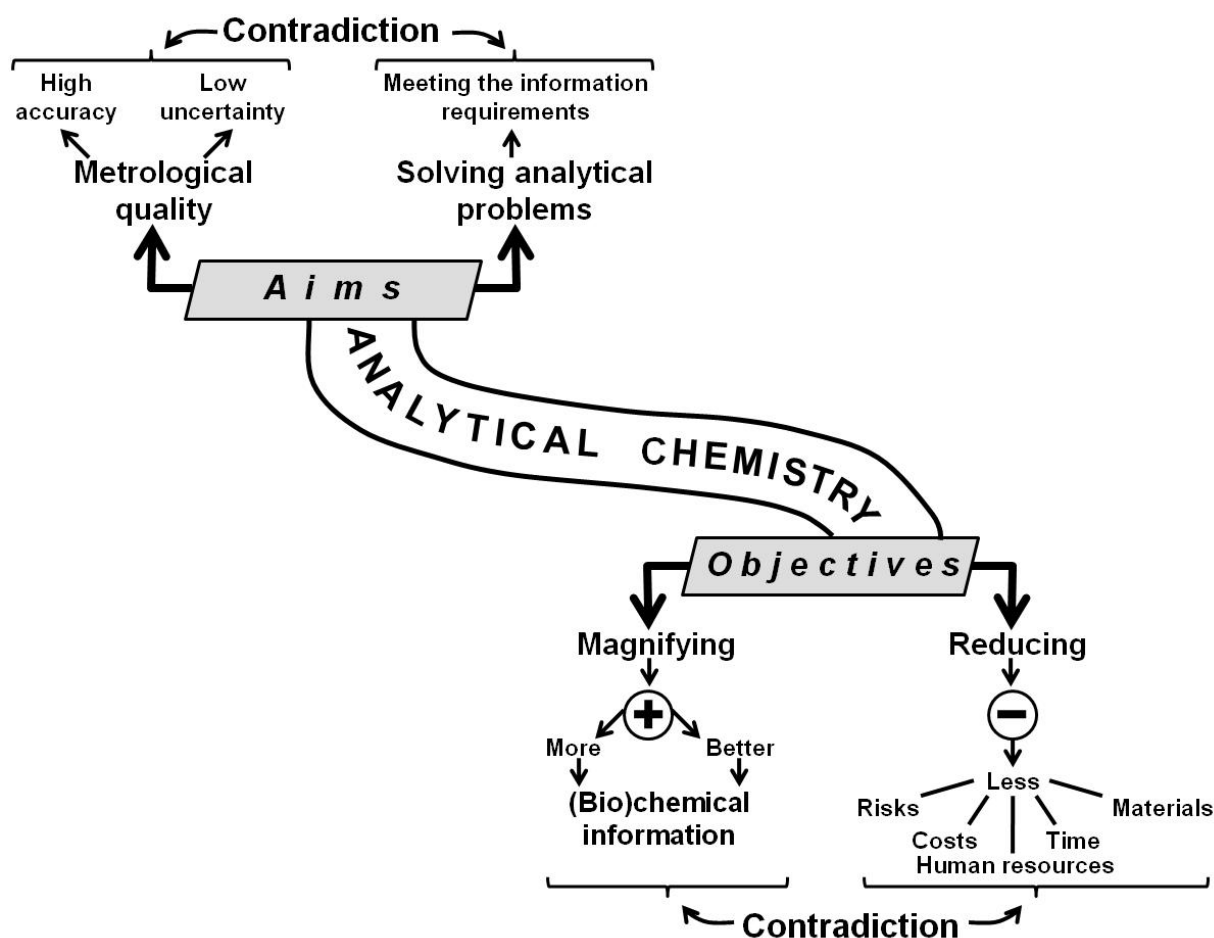 Contradiction
High
accuracy
Low
uncertainty
Meeting the information
requirements
Metrological
quality
Solving analytical
problems
Aims
ANALYTICAL CHEMISTRY
Objectives
Magnifying
Reducing
+
−
More
Better
Less
(Bio)chemical
information
Risks
Materials
Costs
Time
Human resources
Contradiction